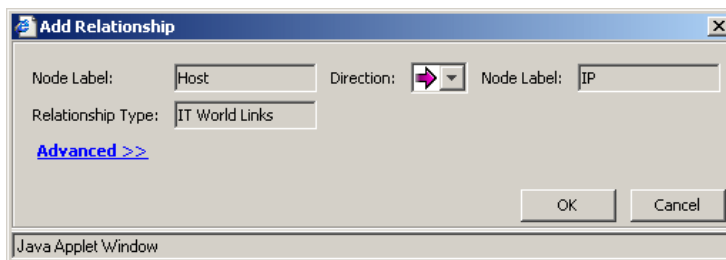 Add Relationship
Node Label: Host Direction: Node Label: IP
Relationship Type: IT World Links
Advanced >>
OK Cancel
Java Applet Window